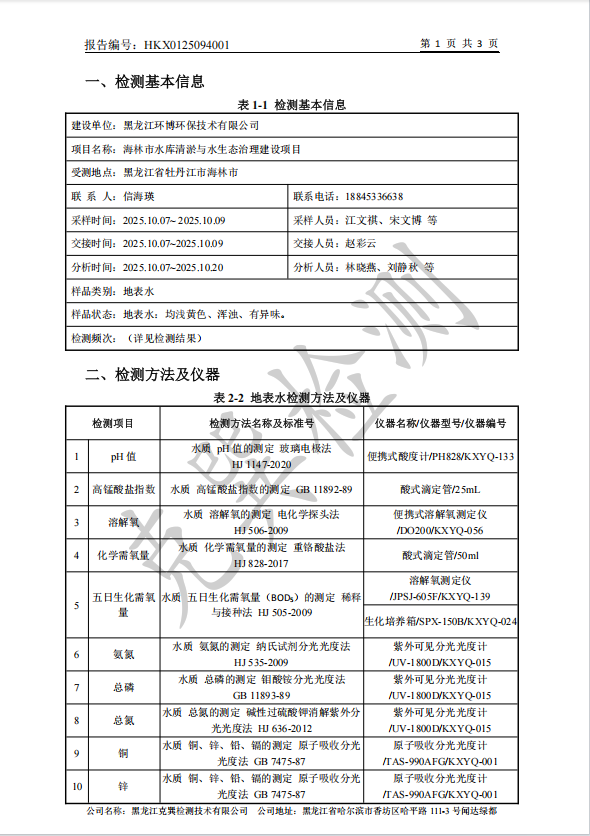 报告编号：HKX0125094001
第 1 页 共 3 页
一、检测基本信息
表 1-1 检测基本信息
建设单位：黑龙江环博环保技术有限公司
项目名称：海林市水库清淤与水生态治理建设项目
受测地点：黑龙江省牡丹江市海林市
联 系 人：信海瑛
联系电话：18845336638
采样时间：2025.10.07~ 2025.10.09
采样人员：江文祺、宋文博 等
交接时间：2025.10.07~2025.10.09
交接人员：赵彩云
分析时间：2025.10.07~2025.10.20
分析人员：林晓燕、刘静秋 等
样品类别：地表水
样品状态：地表水：均浅黄色、浑浊、有异味。
检测频次：（详见检测结果）
二、检测方法及仪器
表 2-2 地表水检测方法及仪器
检测项目
检测方法名称及标准号
仪器名称/仪器型号/仪器编号
1
pH 值
水质 pH 值的测定 玻璃电极法
HJ 1147-2020
便携式酸度计/PH828/KXYQ-133
2
高锰酸盐指数
水质 高锰酸盐指数的测定 GB 11892-89
酸式滴定管/25mL
3
溶解氧
水质 溶解氧的测定 电化学探头法
HJ 506-2009
便携式溶解氧测定仪
/DO200/KXYQ-056
4
化学需氧量
水质 化学需氧量的测定 重铬酸盐法
HJ 828-2017
酸式滴定管/50ml
5
五日生化需氧
量
水质 五日生化需氧量（BOD₅）的测定 稀释
与接种法 HJ 505-2009
溶解氧测定仪
/JPSJ-605F/KXYQ-139
生化培养箱/SPX-150B/KXYQ-024
6
氨氮
水质 氨氮的测定 纳氏试剂分光光度法
HJ 535-2009
紫外可见分光光度计
/UV-1800D/KXYQ-015
7
总磷
水质 总磷的测定 钼酸铵分光光度法
GB 11893-89
紫外可见分光光度计
/UV-1800D/KXYQ-015
8
总氮
水质 总氮的测定 碱性过硫酸钾消解紫外分
光光度法 HJ 636-2012
紫外可见分光光度计
/UV-1800D/KXYQ-015
9
铜
水质 铜、锌、铅、镉的测定 原子吸收分光
光度法 GB 7475-87
原子吸收分光光度计
/TAS-990AFG/KXYQ-001
10
锌
水质 铜、锌、铅、镉的测定 原子吸收分光
光度法 GB 7475-87
原子吸收分光光度计
/TAS-990AFG/KXYQ-001
公司名称：黑龙江克巽检测技术有限公司 公司地址：黑龙江省哈尔滨市香坊区哈平路 111-3 号闻达绿都
克巽检测